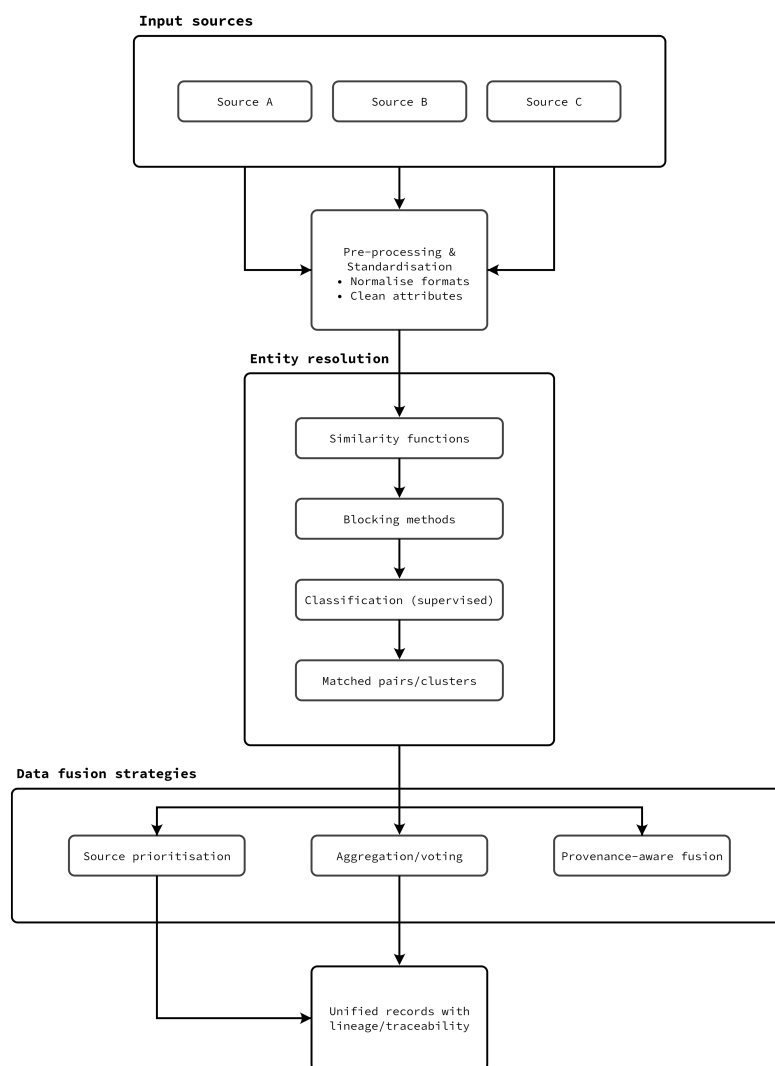 Input sources
Source A
Source B
Source C
Pre-processing &
Standardisation
• Normalise formats
• Clean attributes
Entity resolution
Similarity functions
Blocking methods
Classification (supervised)
Matched pairs/clusters
Data fusion strategies
Source prioritisation
Aggregation/voting
Provenance-aware fusion
Unified records with
lineage/traceability